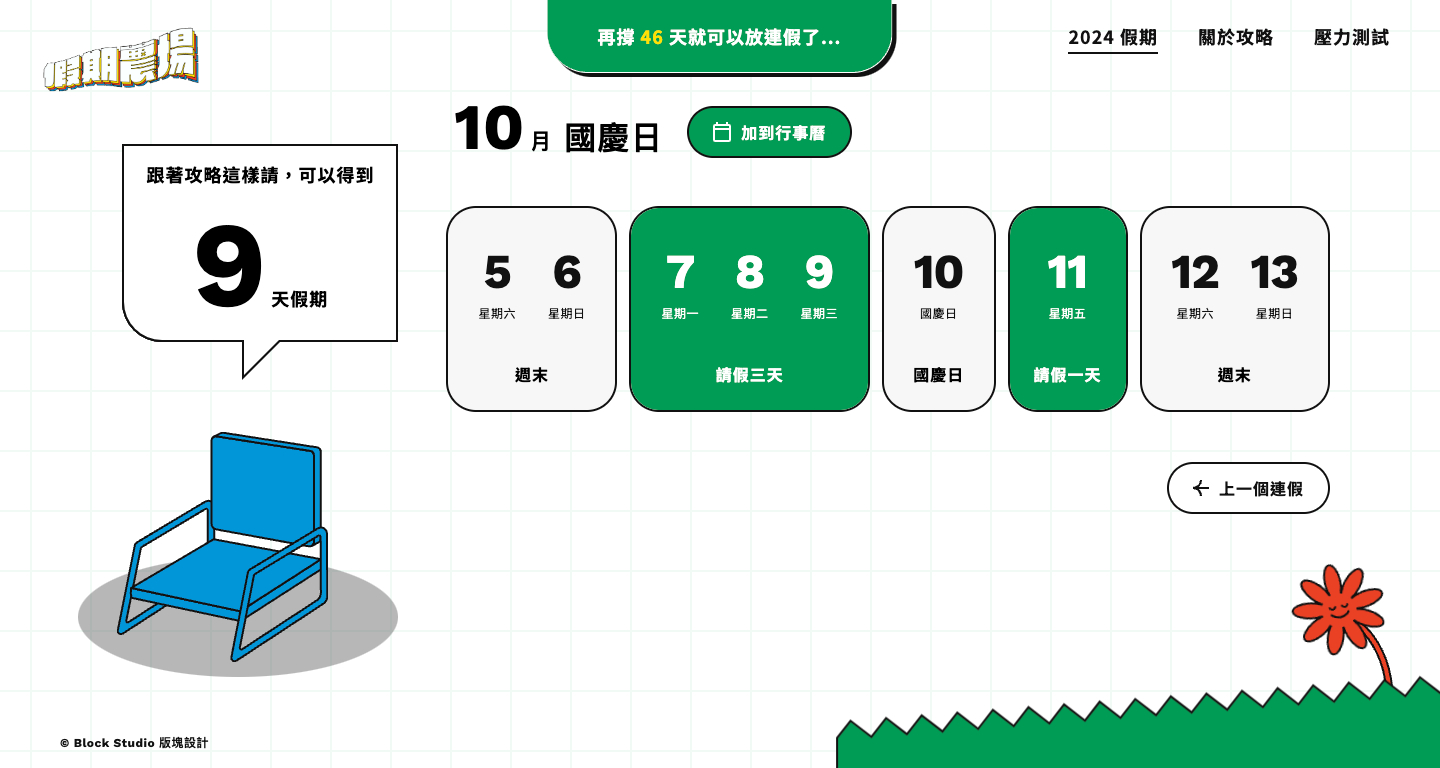 假期農場
再撐 46 天就可以放連假了...
2024 假期
關於攻略
壓力測試
10 月 國慶日
加到行事曆
跟著攻略這樣請，可以得到
9 天假期
5 6
星期六 星期日
週末
7 8 9
星期一 星期二 星期三
請假三天
10
國慶日
國慶日
11
星期五
請假一天
12 13
星期六 星期日
週末
上一個連假
© Block Studio 版塊設計